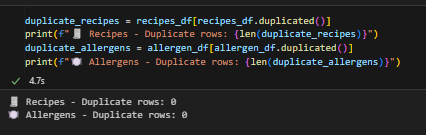 duplicate_recipes = recipes_df[recipes_df.duplicated()]
print(f"🧾 Recipes - Duplicate rows: {len(duplicate_recipes)}")
duplicate_allergens = allergen_df[allergen_df.duplicated()]
print(f"🍽️ Allergens - Duplicate rows: {len(duplicate_allergens)}")
✓ 4.7s
🧾 Recipes - Duplicate rows: 0
🍽️ Allergens - Duplicate rows: 0